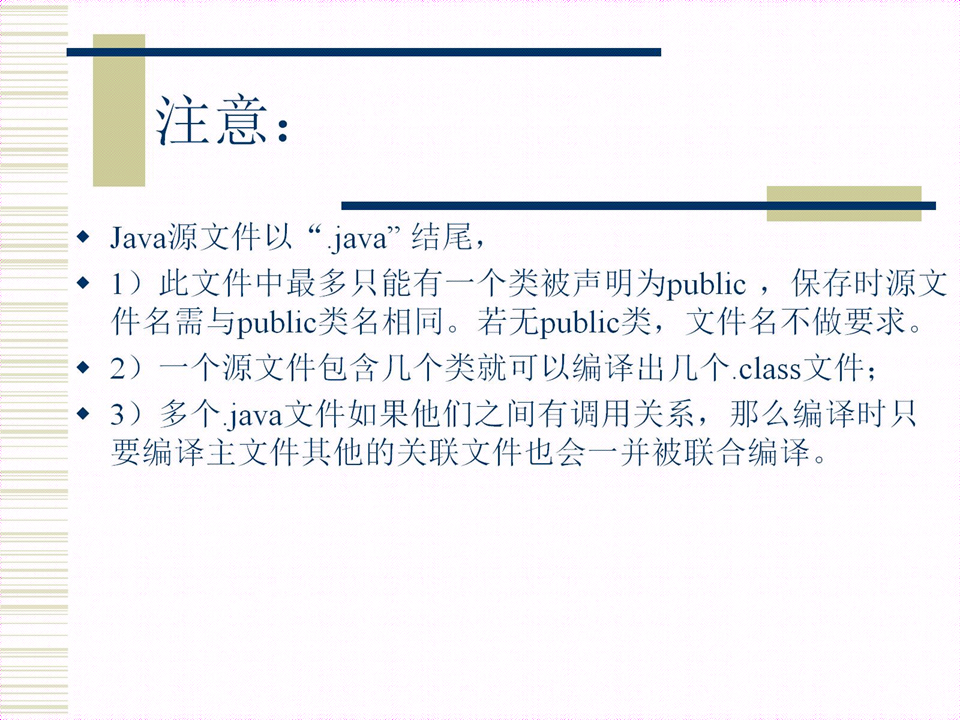 注意：
Java源文件以“.java” 结尾，
1）此文件中最多只能有一个类被声明为public ，保存时源文
件名需与public类名相同。若无public类，文件名不做要求。
2）一个源文件包含几个类就可以编译出几个.class文件；
3）多个.java文件如果他们之间有调用关系，那么编译时只
要编译主文件其他的关联文件也会一并被联合编译。